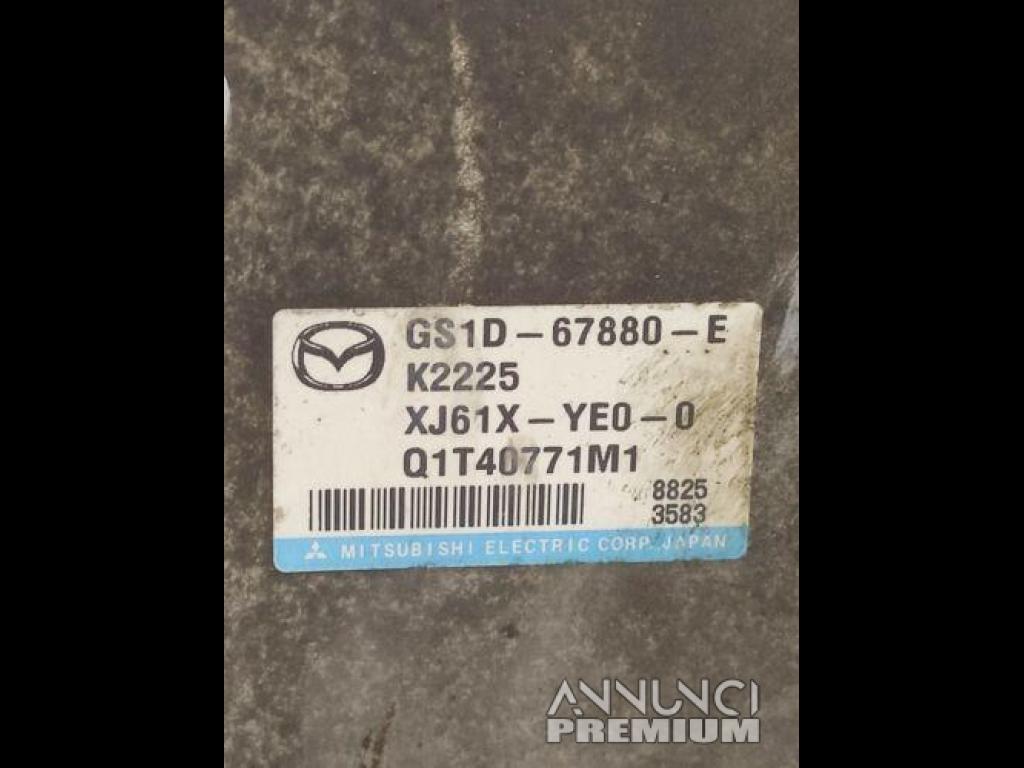 GS1D-67880-E
K2225
XJ61X-YE0-0
Q1T40771M1
8825
3583
MITSUBISHI ELECTRIC CORP. JAPAN
ANNUNCI
PREMIUM